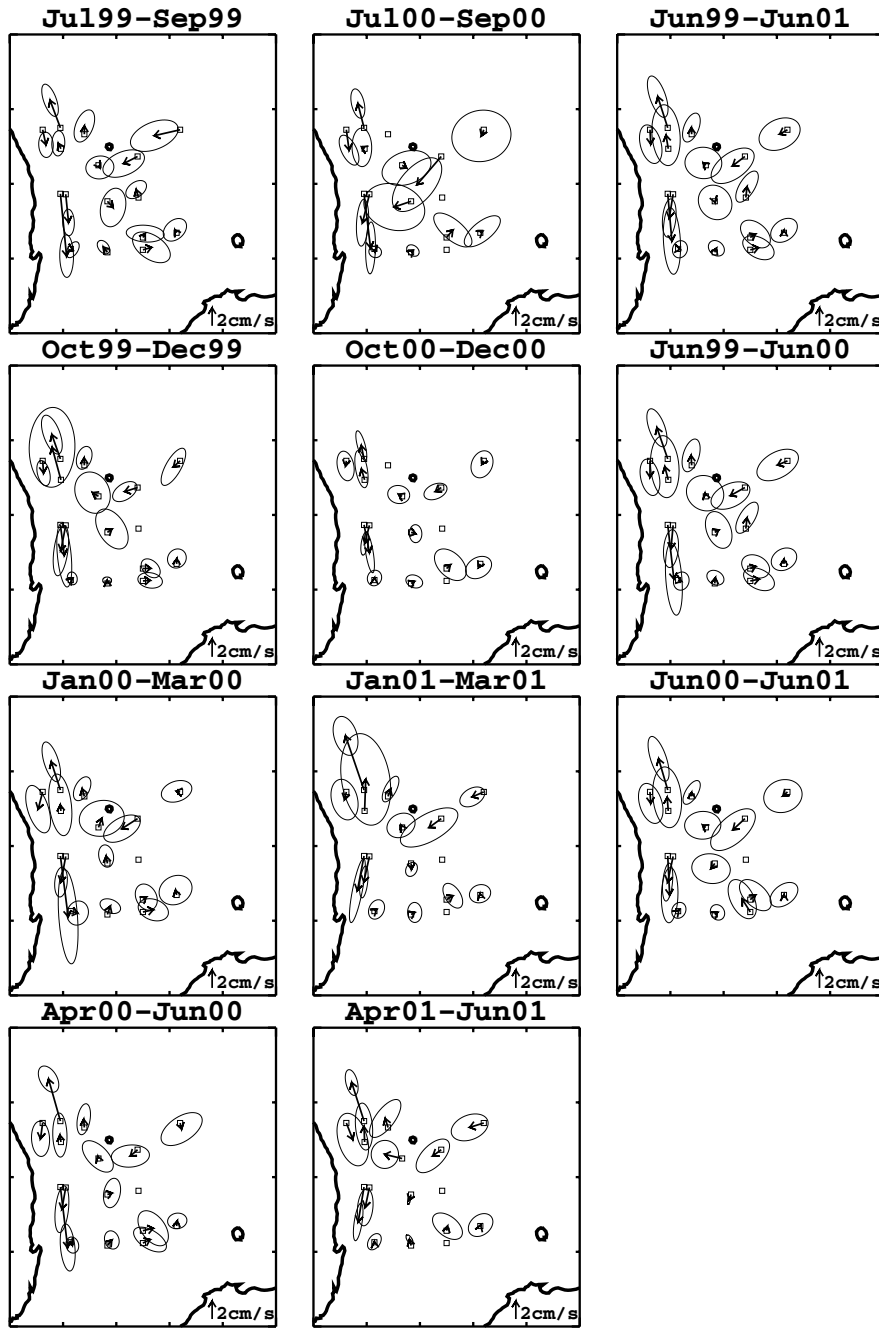 Jul99-Sep99 Jul00-Sep00 Jun99-Jun01
2cm/s 2cm/s 2cm/s
Oct99-Dec99 Oct00-Dec00 Jun99-Jun00
2cm/s 2cm/s 2cm/s
Jan00-Mar00 Jan01-Mar01 Jun00-Jun01
2cm/s 2cm/s 2cm/s
Apr00-Jun00 Apr01-Jun01
2cm/s 2cm/s